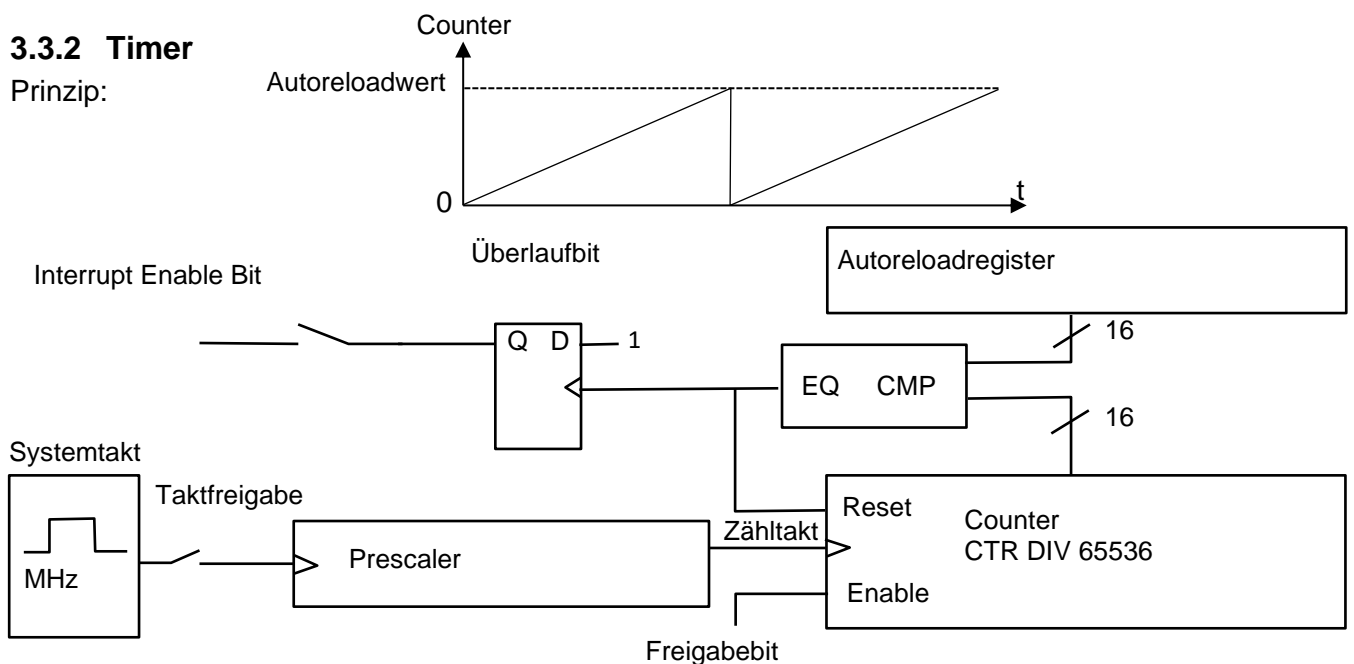 3.3.2 Timer
Prinzip:
Counter
Autoreloadwert
0
t
Überlaufbit
Interrupt Enable Bit
Autoreloadregister
Q D
1
16
EQ CMP
16
Systemtakt
MHz
Taktfreigabe
Prescaler
Zähltakt
Reset
Counter
CTR DIV 65536
Enable
Freigabebit